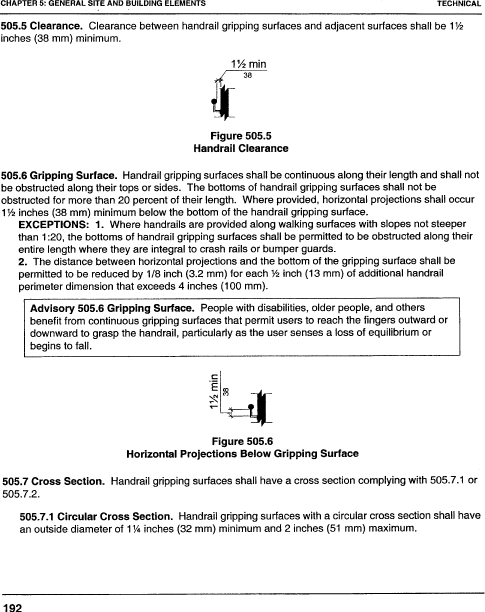 CHAPTER 5: GENERAL SITE AND BUILDING ELEMENTS TECHNICAL
505.5 Clearance. Clearance between handrail gripping surfaces and adjacent surfaces shall be 1½
inches (38 mm) minimum.
1½ min
38
Figure 505.5
Handrail Clearance
505.6 Gripping Surface. Handrail gripping surfaces shall be continuous along their length and shall not
be obstructed along their tops or sides. The bottoms of handrail gripping surfaces shall not be
obstructed for more than 20 percent of their length. Where provided, horizontal projections shall occur
1½ inches (38 mm) minimum below the bottom of the handrail gripping surface.
EXCEPTIONS: 1. Where handrails are provided along walking surfaces with slopes not steeper
than 1:20, the bottoms of handrail gripping surfaces shall be permitted to be obstructed along their
entire length where they are integral to crash rails or bumper guards.
2. The distance between horizontal projections and the bottom of the gripping surface shall be
permitted to be reduced by 1/8 inch (3.2 mm) for each ½ inch (13 mm) of additional handrail
perimeter dimension that exceeds 4 inches (100 mm).
Advisory 505.6 Gripping Surface. People with disabilities, older people, and others
benefit from continuous gripping surfaces that permit users to reach the fingers outward or
downward to grasp the handrail, particularly as the user senses a loss of equilibrium or
begins to fall.
1½ min
38
Figure 505.6
Horizontal Projections Below Gripping Surface
505.7 Cross Section. Handrail gripping surfaces shall have a cross section complying with 505.7.1 or
505.7.2.
505.7.1 Circular Cross Section. Handrail gripping surfaces with a circular cross section shall have
an outside diameter of 1¼ inches (32 mm) minimum and 2 inches (51 mm) maximum.
192